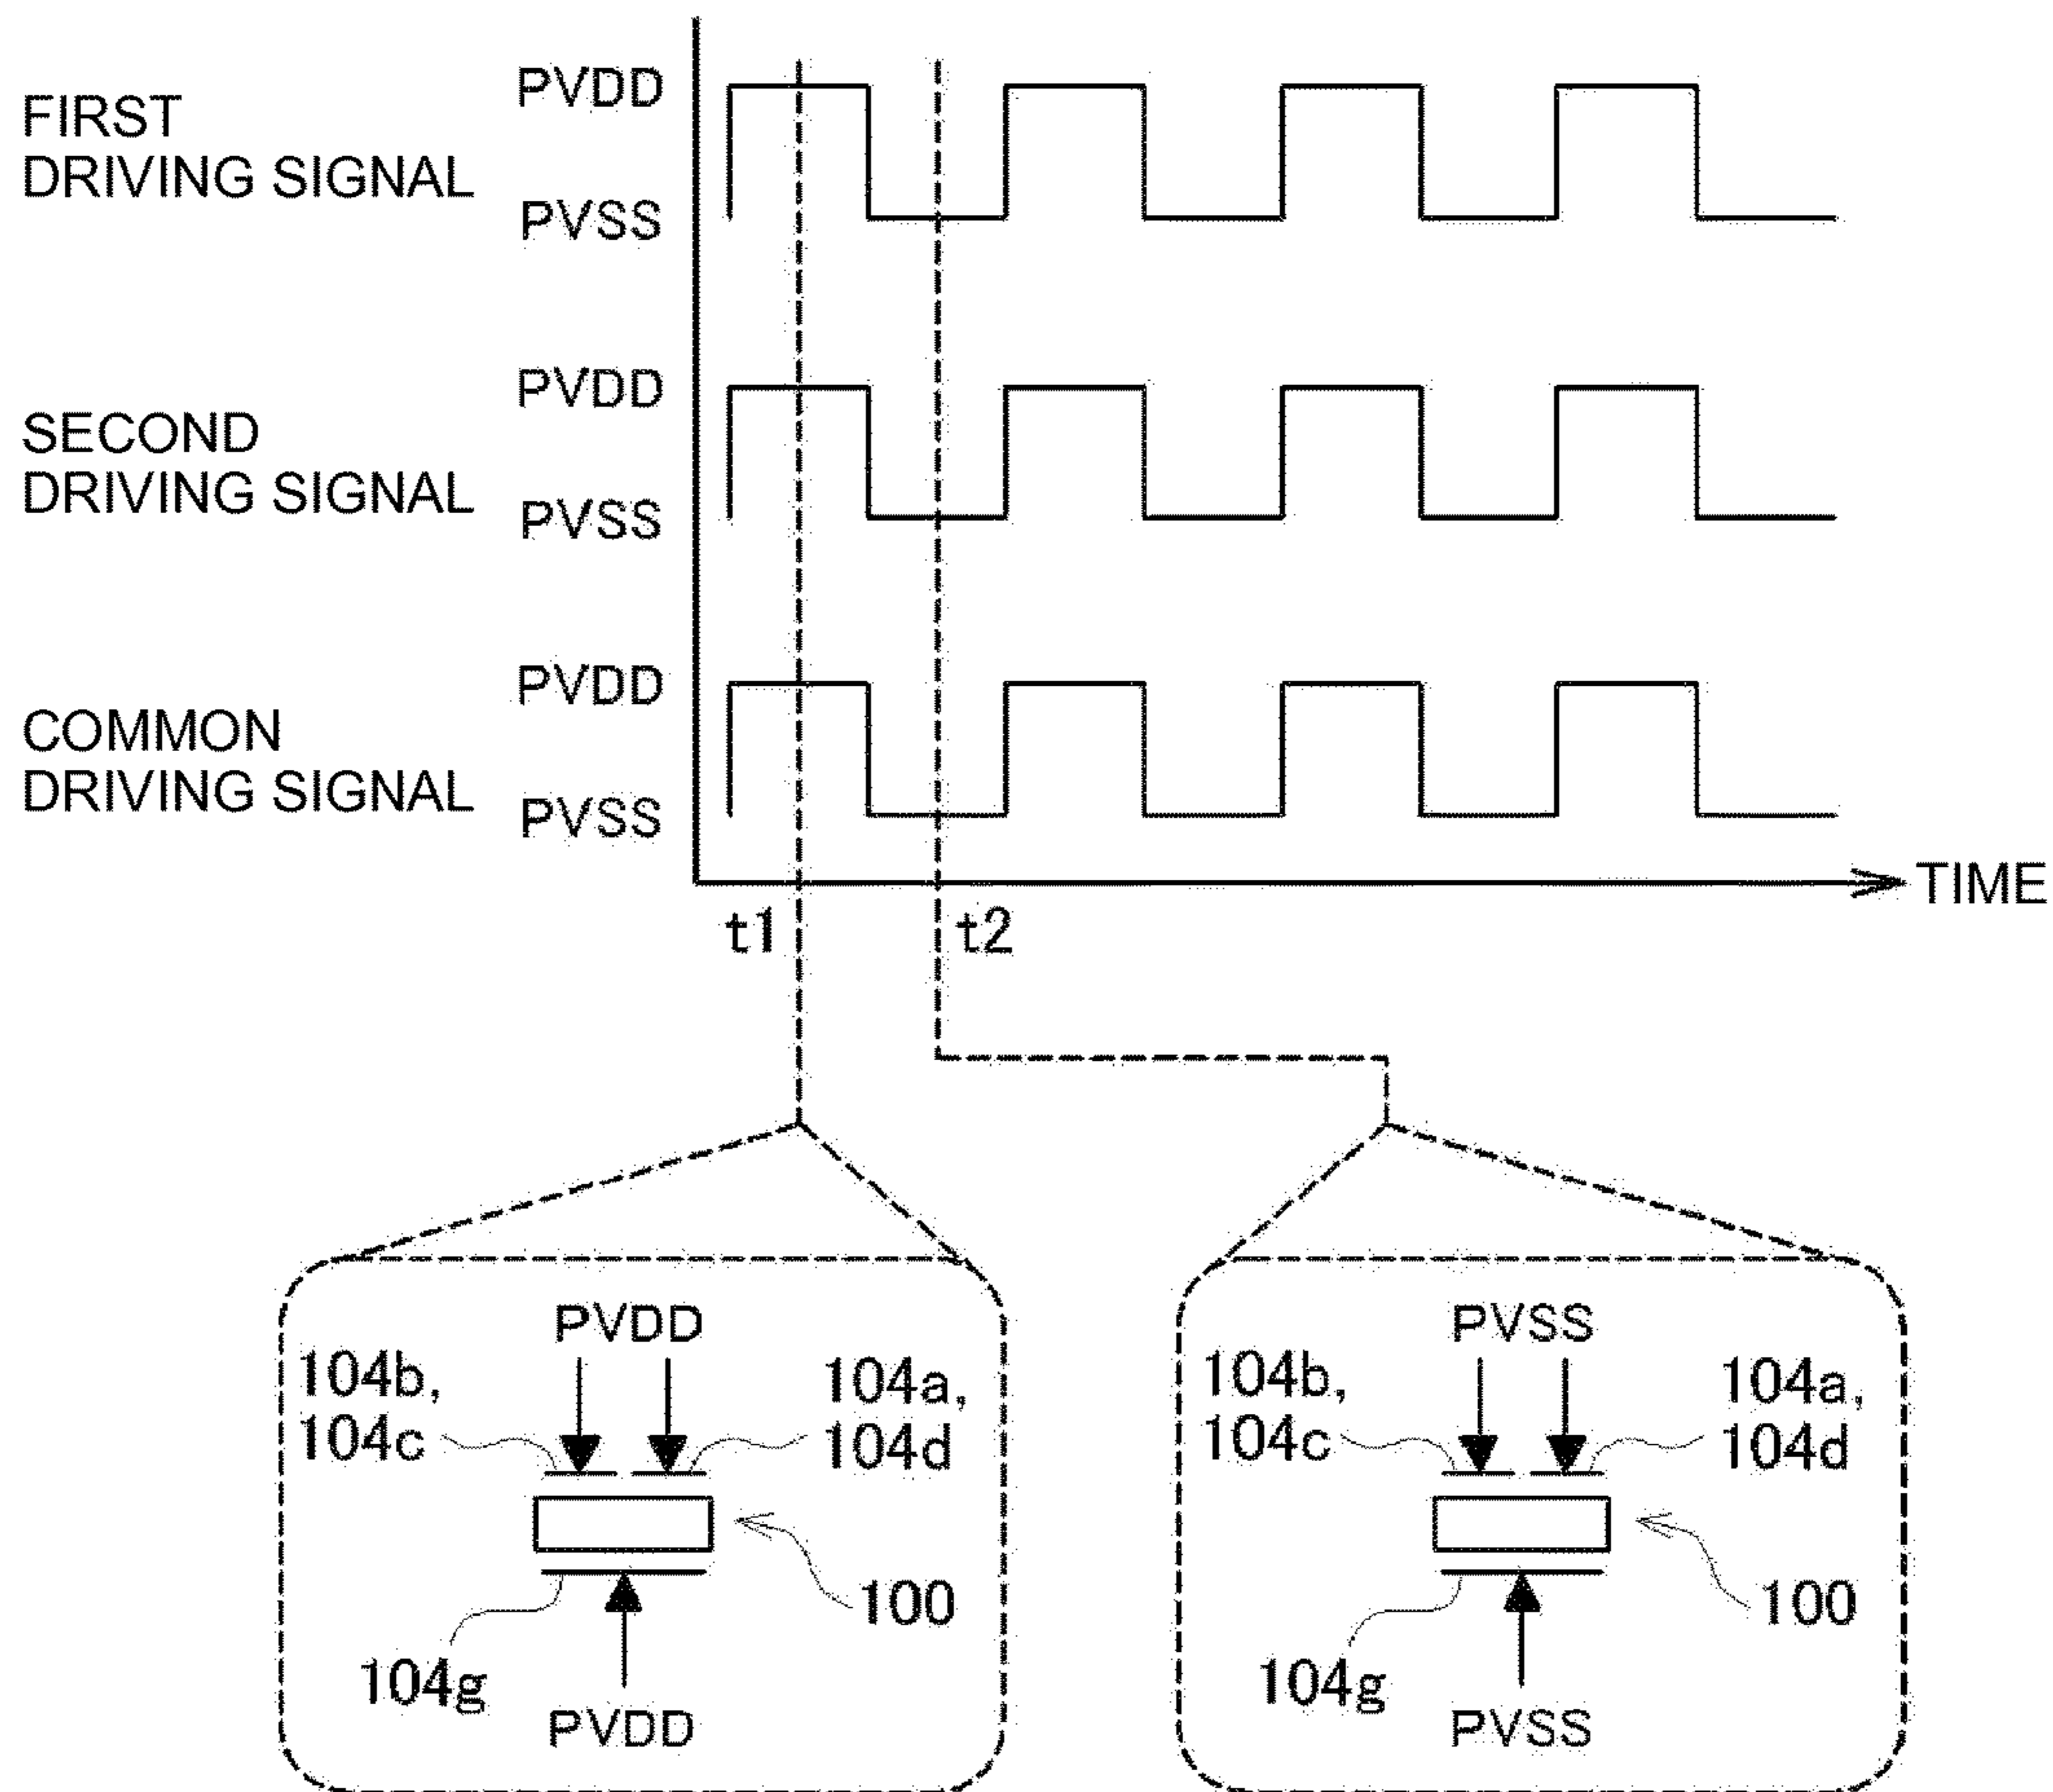 FIRST
DRIVING SIGNAL
PVDD
PVSS
SECOND
DRIVING SIGNAL
PVDD
PVSS
COMMON
DRIVING SIGNAL
PVDD
PVSS
TIME
t1
t2
PVDD
104b,
104c
104a,
104d
100
104g
PVDD
PVSS
104b,
104c
104a,
104d
100
104g
PVSS